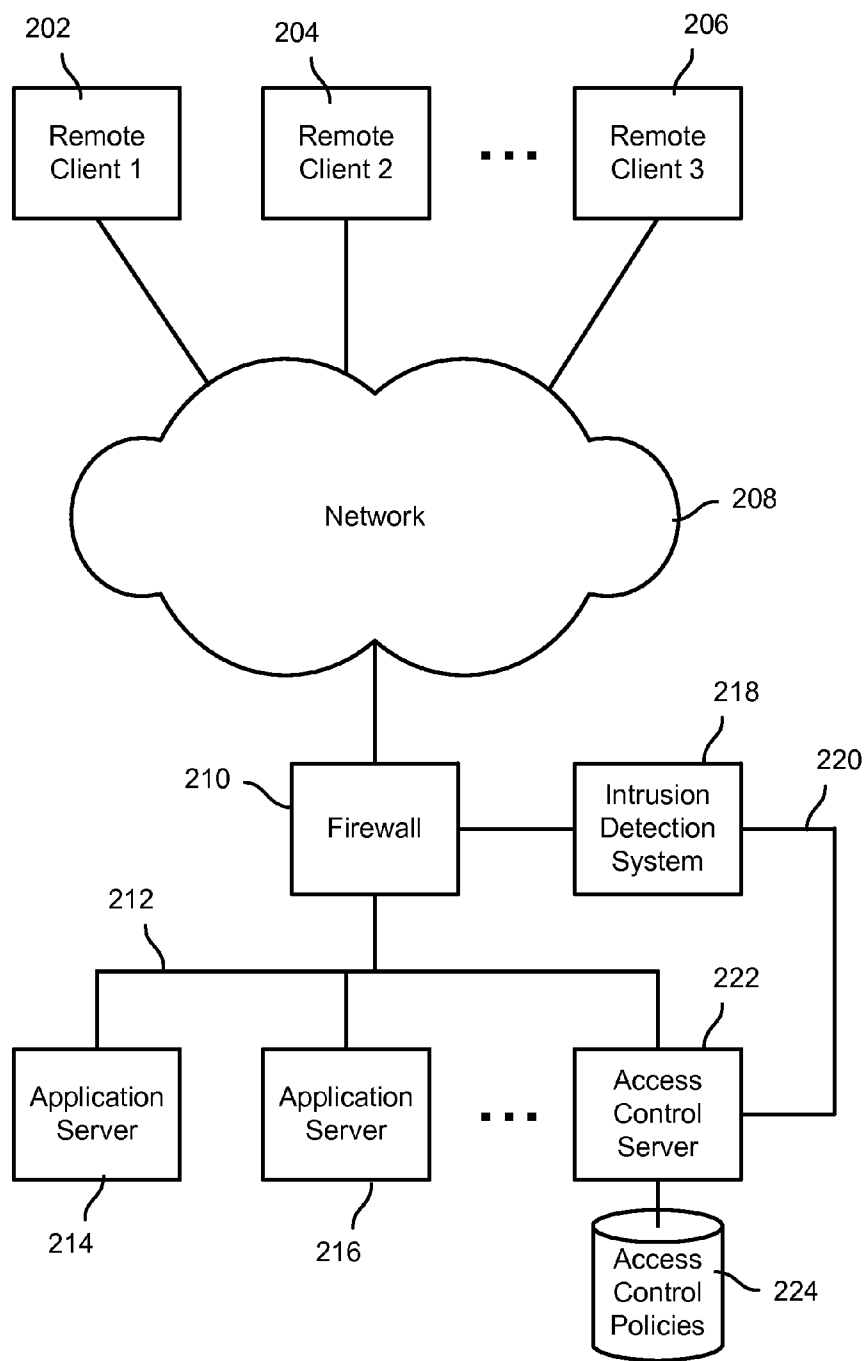 202
204
206
Remote
Client 1
Remote
Client 2
Remote
Client 3
Network
208
218
210
220
Firewall
Intrusion
Detection
System
212
222
Application
Server
Application
Server
Access
Control
Server
214
216
Access
Control
Policies
224